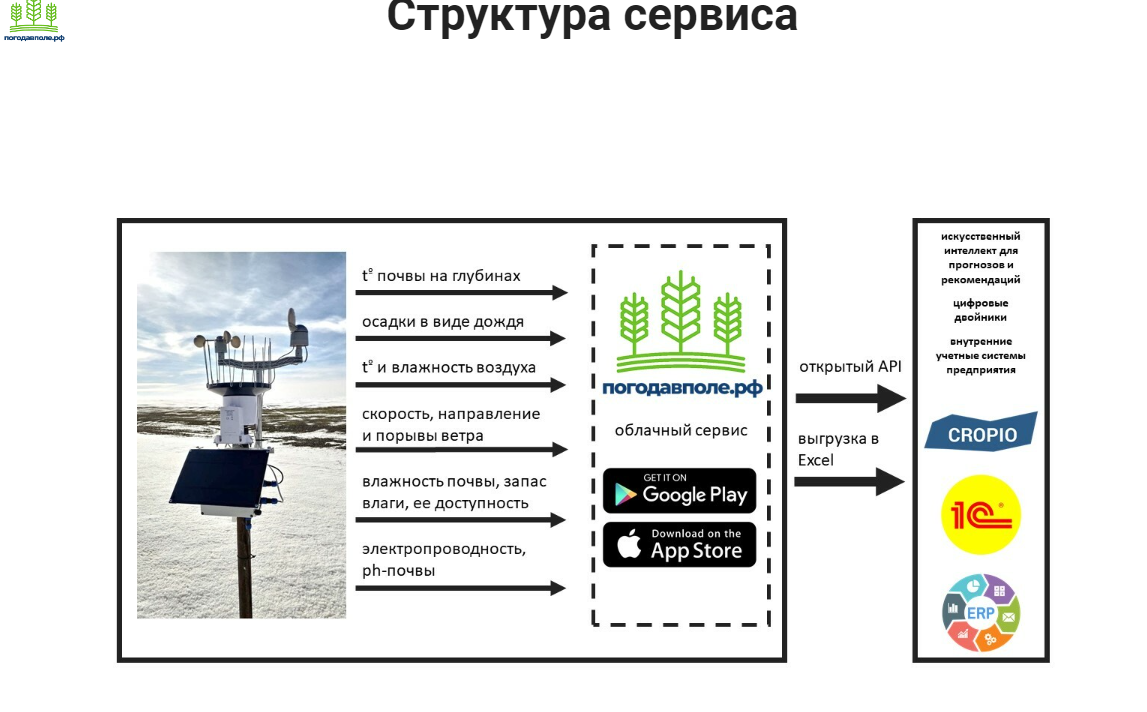 погодавполе.рф
Структура сервиса
t° почвы на глубинах
осадки в виде дождя
t° и влажность воздуха
скорость, направление
и порывы ветра
влажность почвы, запас
влаги, ее доступность
электропроводность,
ph-почвы
погодавполе.рф
облачный сервис
GET IT ON
Google Play
Download on the
App Store
открытый API
выгрузка в
Excel
искусственный
интеллект для
прогнозов и
рекомендаций
цифровые
двойники
внутренние
учетные системы
предприятия
CROPIO
1С
ERP